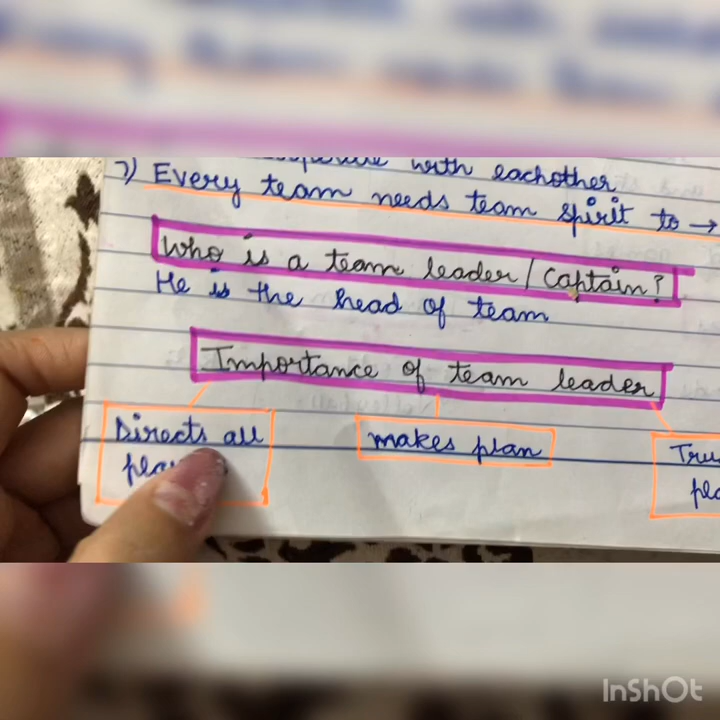 with eachother
7) Every team needs team spirit to →
Who is a team leader / Captain?
He is the head of team
Importance of team leader
Directs all
makes plan
InShOt